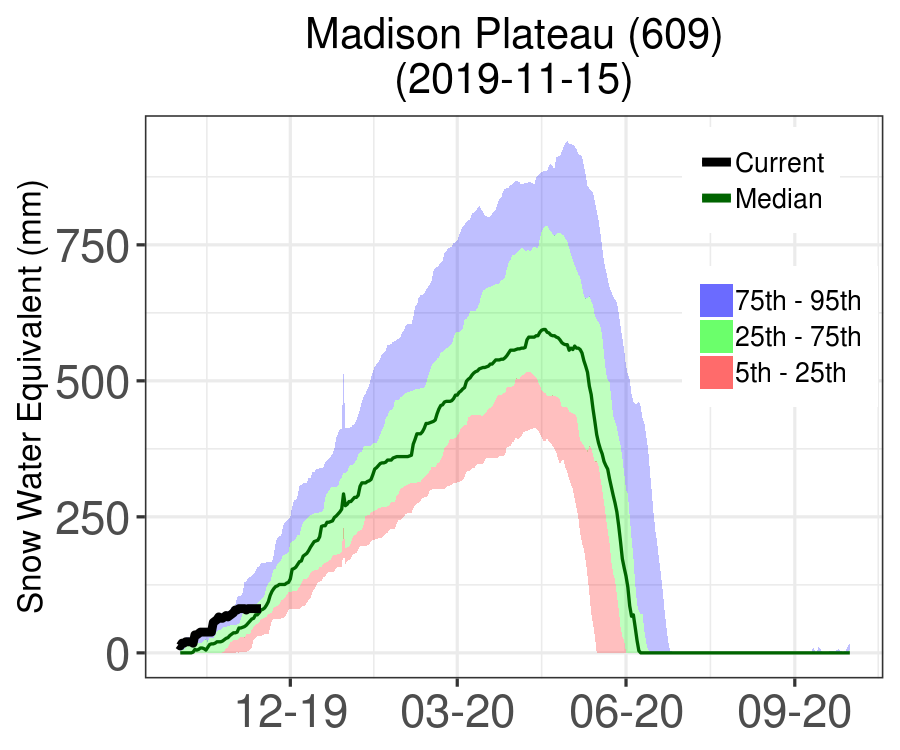 Madison Plateau (609)
(2019-11-15)
Snow Water Equivalent (mm)
750
500
250
0
Current
Median
75th - 95th
25th - 75th
5th - 25th
12-19 03-20 06-20 09-20